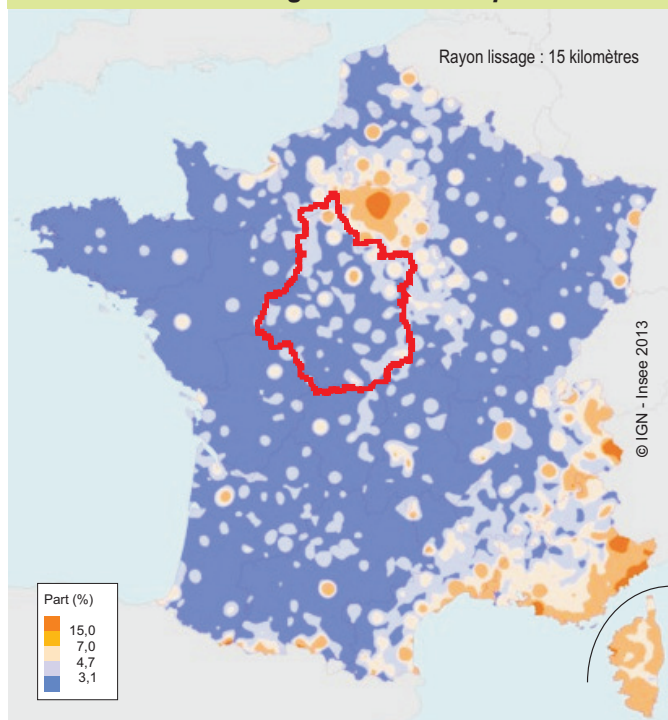 Rayon lissage : 15 kilomètres
© IGN - Insee 2013
Part (%)
15,0
7,0
4,7
3,1